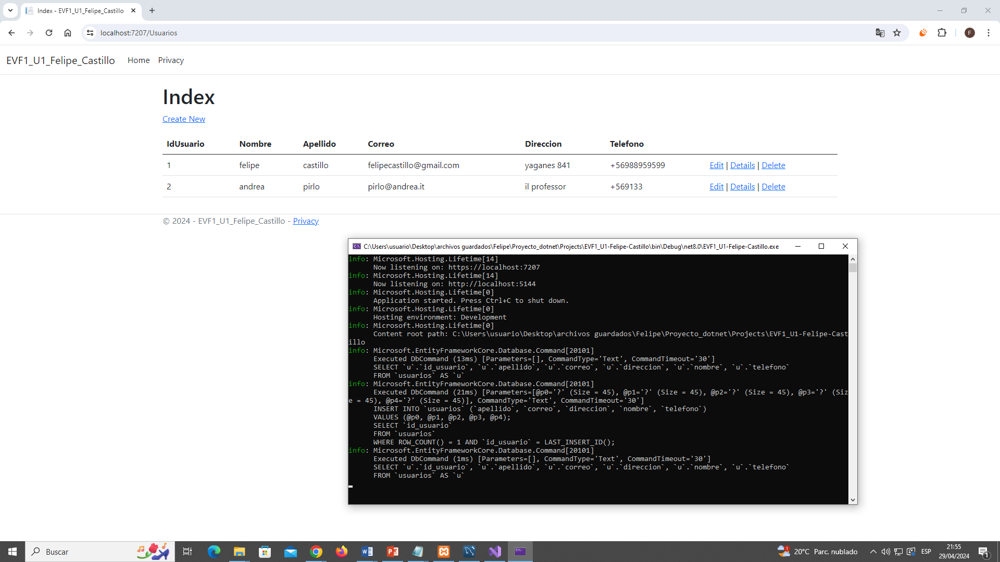 Index - EVF1_U1_Felipe_Castillo
localhost:7207/Usuarios
F
EVF1_U1_Felipe_Castillo Home Privacy
Index
Create New
IdUsuario Nombre Apellido Correo Direccion Telefono
1 felipe castillo felipecastillo@gmail.com yaganes 841 +56988959599 Edit | Details | Delete
2 andrea pirlo pirlo@andrea.it il professor +569133 Edit | Details | Delete
© 2024 - EVF1_U1_Felipe_Castillo - Privacy
C:\Users\usuario\Desktop\archivos guardados\Felipe\Proyecto_dotnet\Projects\EVF1_U1-Felipe-Castillo\bin\Debug\net8.0\EVF1_U1-Felipe-Castillo.exe
info: Microsoft.Hosting.Lifetime[14]
Now listening on: https://localhost:7207
info: Microsoft.Hosting.Lifetime[14]
Now listening on: http://localhost:5144
info: Microsoft.Hosting.Lifetime[0]
Application started. Press Ctrl+C to shut down.
info: Microsoft.Hosting.Lifetime[0]
Hosting environment: Development
info: Microsoft.Hosting.Lifetime[0]
Content root path: C:\Users\usuario\Desktop\archivos guardados\Felipe\Proyecto_dotnet\Projects\EVF1_U1-Felipe-Cast
illo
info: Microsoft.EntityFrameworkCore.Database.Command[20101]
Executed DbCommand (13ms) [Parameters=[], CommandType='Text', CommandTimeout='30']
SELECT `u`.`id_usuario`, `u`.`apellido`, `u`.`correo`, `u`.`direccion`, `u`.`nombre`, `u`.`telefono`
FROM `usuarios` AS `u`
info: Microsoft.EntityFrameworkCore.Database.Command[20101]
Executed DbCommand (21ms) [Parameters=[@p0='?' (Size = 45), @p1='?' (Size = 45), @p2='?' (Size = 45), @p3='?' (Siz
e = 45), @p4='?' (Size = 45)], CommandType='Text', CommandTimeout='30']
INSERT INTO `usuarios` (`apellido`, `correo`, `direccion`, `nombre`, `telefono`)
VALUES (@p0, @p1, @p2, @p3, @p4);
SELECT `id_usuario`
FROM `usuarios`
WHERE ROW_COUNT() = 1 AND `id_usuario` = LAST_INSERT_ID();
info: Microsoft.EntityFrameworkCore.Database.Command[20101]
Executed DbCommand (1ms) [Parameters=[], CommandType='Text', CommandTimeout='30']
SELECT `u`.`id_usuario`, `u`.`apellido`, `u`.`correo`, `u`.`direccion`, `u`.`nombre`, `u`.`telefono`
FROM `usuarios` AS `u`
Buscar
1 20°C Parc. nublado
ESP
21:55
29/04/2024
1